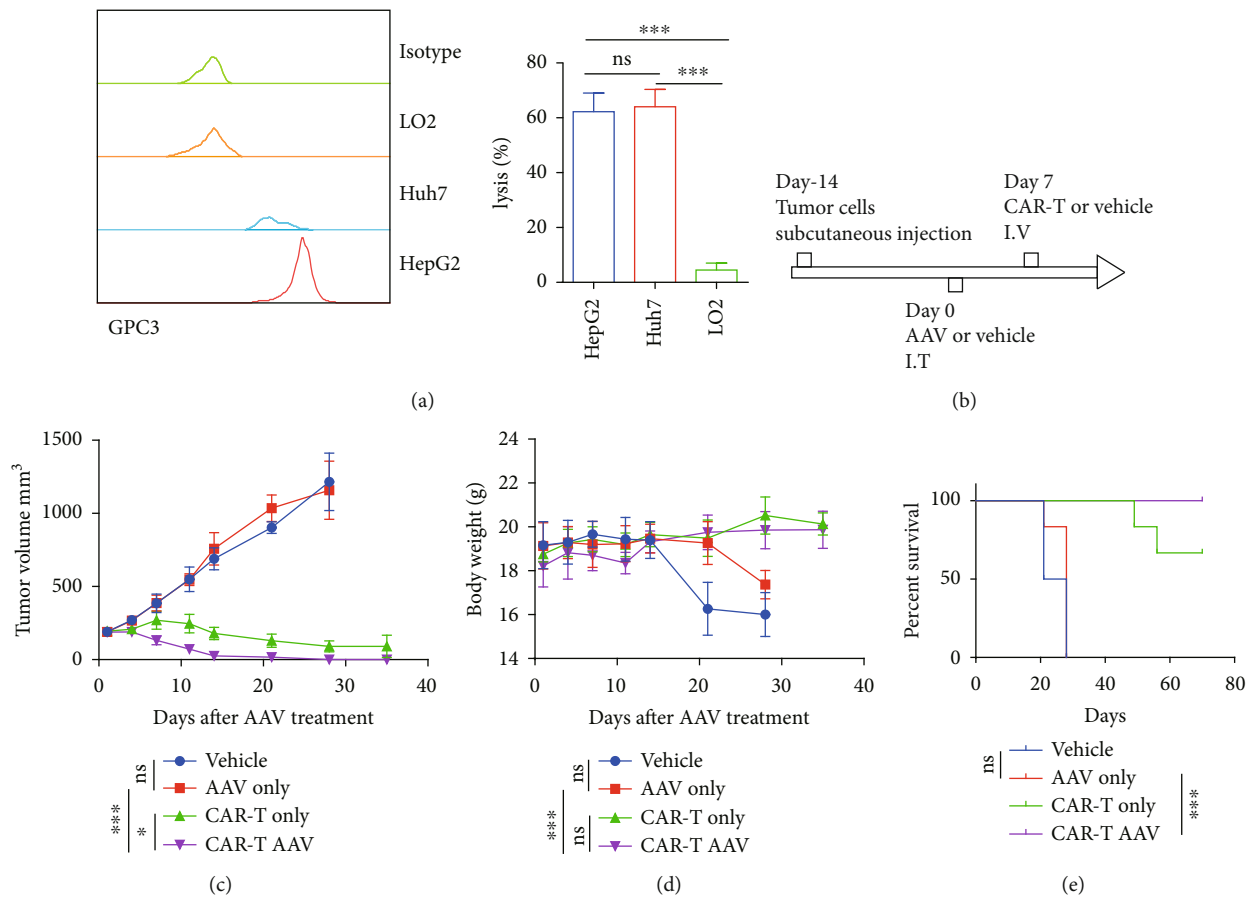 Isotype
LO2
Huh7
HepG2
GPC3
***
ns
***
lysis (%)
80
60
40
20
0
HepG2
Huh7
LO2
(a)
Day-14
Tumor cells
subcutaneous injection
Day 7
CAR-T or vehicle
I.V
Day 0
AAV or vehicle
I.T
(b)
Tumor volume mm³
1500
1000
500
0
0 10 20 30 40
Days after AAV treatment
Vehicle
AAV only
CAR-T only
CAR-T AAV
ns
***
*
(c)
Body weight (g)
22
20
18
16
14
0 10 20 30 40
Days after AAV treatment
Vehicle
AAV only
CAR-T only
CAR-T AAV
ns
***
ns
(d)
Percent survival
100
50
0
0 20 40 60 80
Days
Vehicle
AAV only
CAR-T only
CAR-T AAV
ns
***
(e)